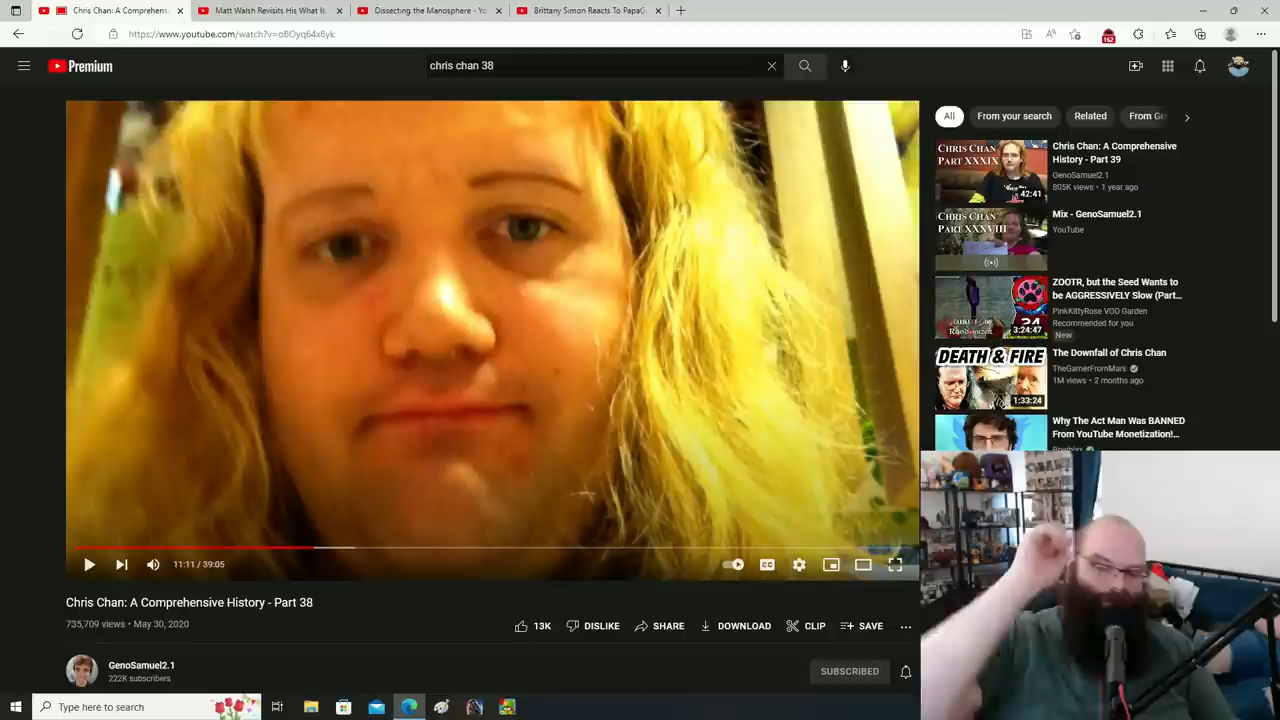 Chris Chan: A Comprehensive
Matt Walsh Revisits His What Is
Dissecting the Manosphere - Yo
Brittany Simon Reacts To PapaG
https://www.youtube.com/watch?v=oBOyq64x8yk
162
Premium
chris chan 38
All
From your search
Related
From Ge
CHRIS CHAN
PART XXXIX
42:41
Chris Chan: A Comprehensive
History - Part 39
GenoSamuel2.1
805K views • 1 year ago
CHRIS CHAN
PART XXXVIII
Mix - GenoSamuel2.1
YouTube
3:24:47
ZOOTR, but the Seed Wants to
be AGGRESSIVELY Slow (Part...
PinkKittyRose VOD Garden
Recommended for you
New
DEATH & FIRE
1:33:24
The Downfall of Chris Chan
TheGamerFromMars
1M views • 2 months ago
Why The Act Man Was BANNED
From YouTube Monetization!...
11:11 / 39:05
CC
Chris Chan: A Comprehensive History - Part 38
735,709 views • May 30, 2020
13K
DISLIKE
SHARE
DOWNLOAD
CLIP
SAVE
GenoSamuel2.1
222K subscribers
SUBSCRIBED
Type here to search